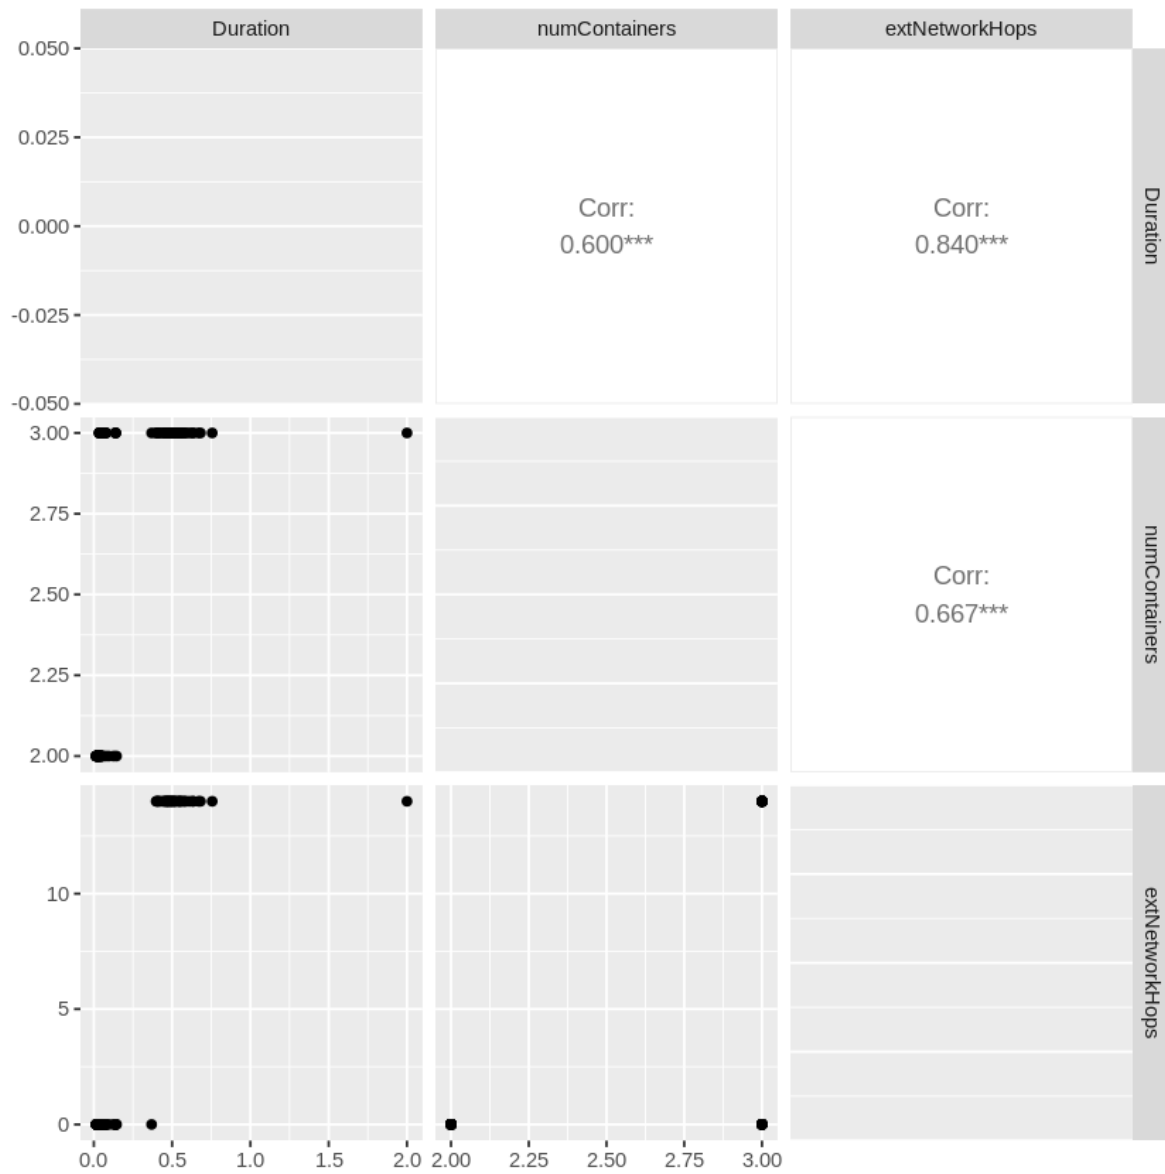 Duration numContainers extNetworkHops
0.050
0.025
0.000
-0.025
-0.050
Corr:
0.600***
Corr:
0.840***
Duration
3.00
2.75
2.50
2.25
2.00
Corr:
0.667***
numContainers
10
5
0
extNetworkHops
0.0 0.5 1.0 1.5 2.0 2.00 2.25 2.50 2.75 3.00